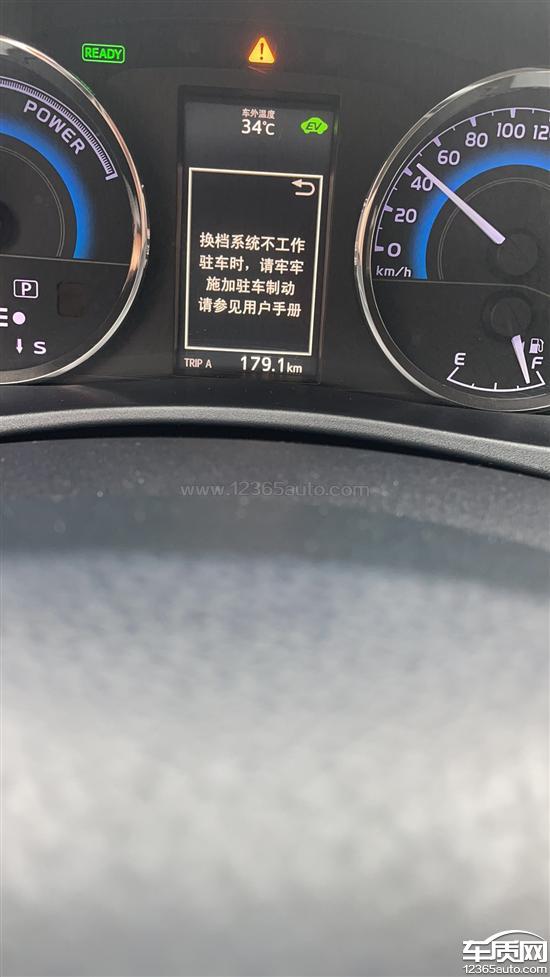 READY
POWER
车外温度
34℃
EV
换档系统不工作
驻车时，请牢牢
施加驻车制动
请参见用户手册
TRIP A 179.1km
P
E
S
0
20
40
60
80
100
120
km/h
E
F
www.12365auto.com
车质网
12365auto.com